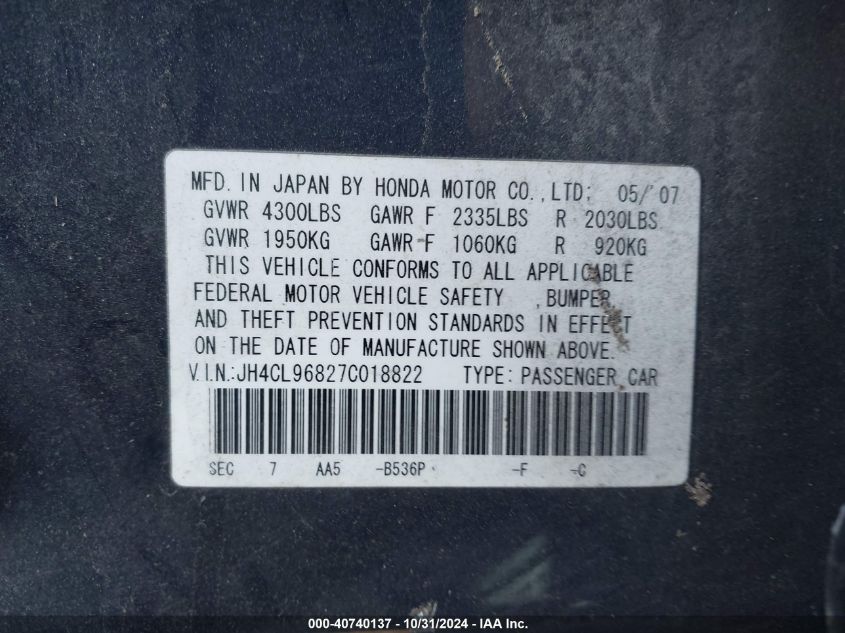 MFD. IN JAPAN BY HONDA MOTOR CO., LTD; 05/'07
GVWR 4300LBS GAWR F 2335LBS R 2030LBS
GVWR 1950KG GAWR F 1060KG R 920KG
THIS VEHICLE CONFORMS TO ALL APPLICABLE
FEDERAL MOTOR VEHICLE SAFETY , BUMPER,
AND THEFT PREVENTION STANDARDS IN EFFECT
ON THE DATE OF MANUFACTURE SHOWN ABOVE.
V.I.N.:JH4CL96827C018822 TYPE: PASSENGER CAR
SEC 7 AA5 -B536P -F -C
000-40740137 - 10/31/2024 - IAA Inc.